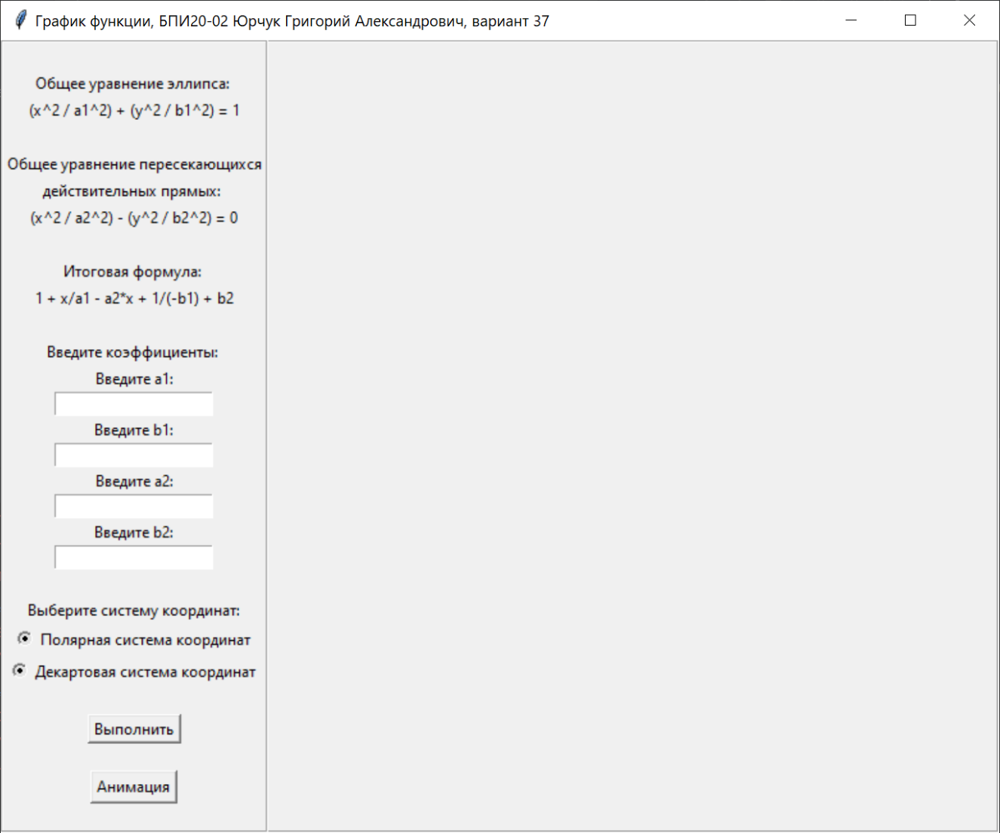 График функции, БПИ20-02 Юрчук Григорий Александрович, вариант 37
Общее уравнение эллипса:
(x^2 / a1^2) + (y^2 / b1^2) = 1
Общее уравнение пересекающихся
действительных прямых:
(x^2 / a2^2) - (y^2 / b2^2) = 0
Итоговая формула:
1 + x/a1 - a2*x + 1/(-b1) + b2
Введите коэффициенты:
Введите a1:
Введите b1:
Введите a2:
Введите b2:
Выберите систему координат:
Полярная система координат
Декартовая система координат
Выполнить
Анимация